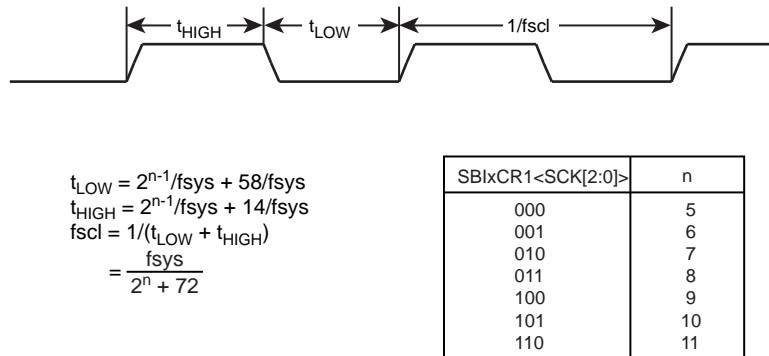 tHIGH tLOW 1/fscl
tLOW = 2n-1/fsys + 58/fsys
tHIGH = 2n-1/fsys + 14/fsys
fscl = 1/(tLOW + tHIGH)
= fsys
2n + 72
SBIxCR1<SCK[2:0]> n
000 5
001 6
010 7
011 8
100 9
101 10
110 11